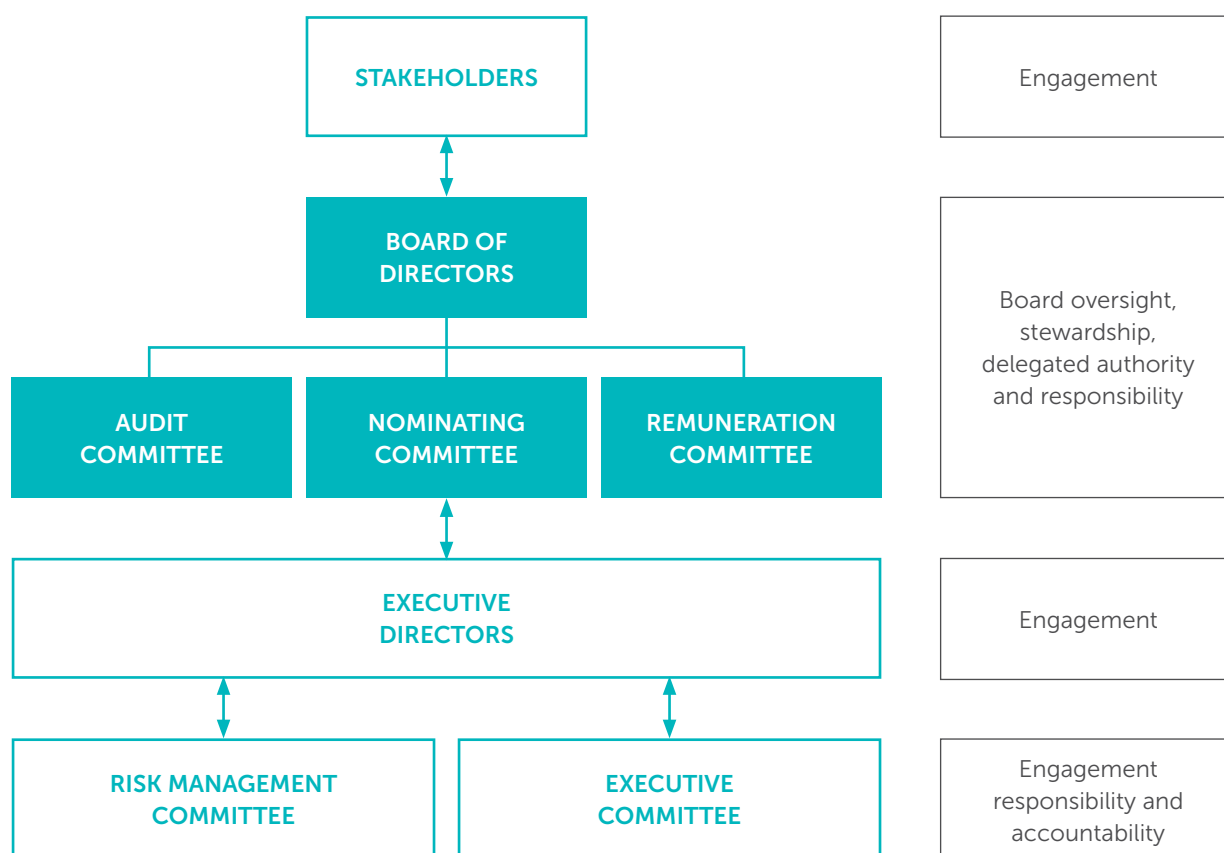 STAKEHOLDERS
Engagement
BOARD OF
DIRECTORS
Board oversight,
stewardship,
delegated authority
and responsibility
AUDIT
COMMITTEE
NOMINATING
COMMITTEE
REMUNERATION
COMMITTEE
EXECUTIVE
DIRECTORS
Engagement
RISK MANAGEMENT
COMMITTEE
EXECUTIVE
COMMITTEE
Engagement
responsibility and
accountability